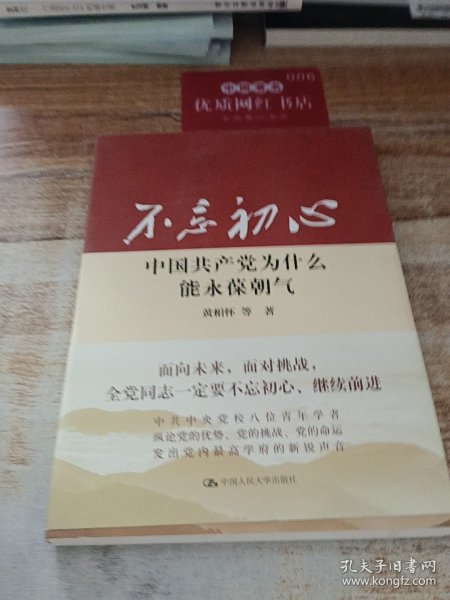 优质网红书店
不忘初心
中国共产党为什么
能永葆朝气
黄相怀 等 著
面向未来，面对挑战，
全党同志一定要不忘初心、继续前进
中共中央党校八位青年学者
纵论党的优势、党的挑战、党的命运
发出党内最高学府的新锐声音
中国人民大学出版社
孔夫子旧书网
www.kongfz.com